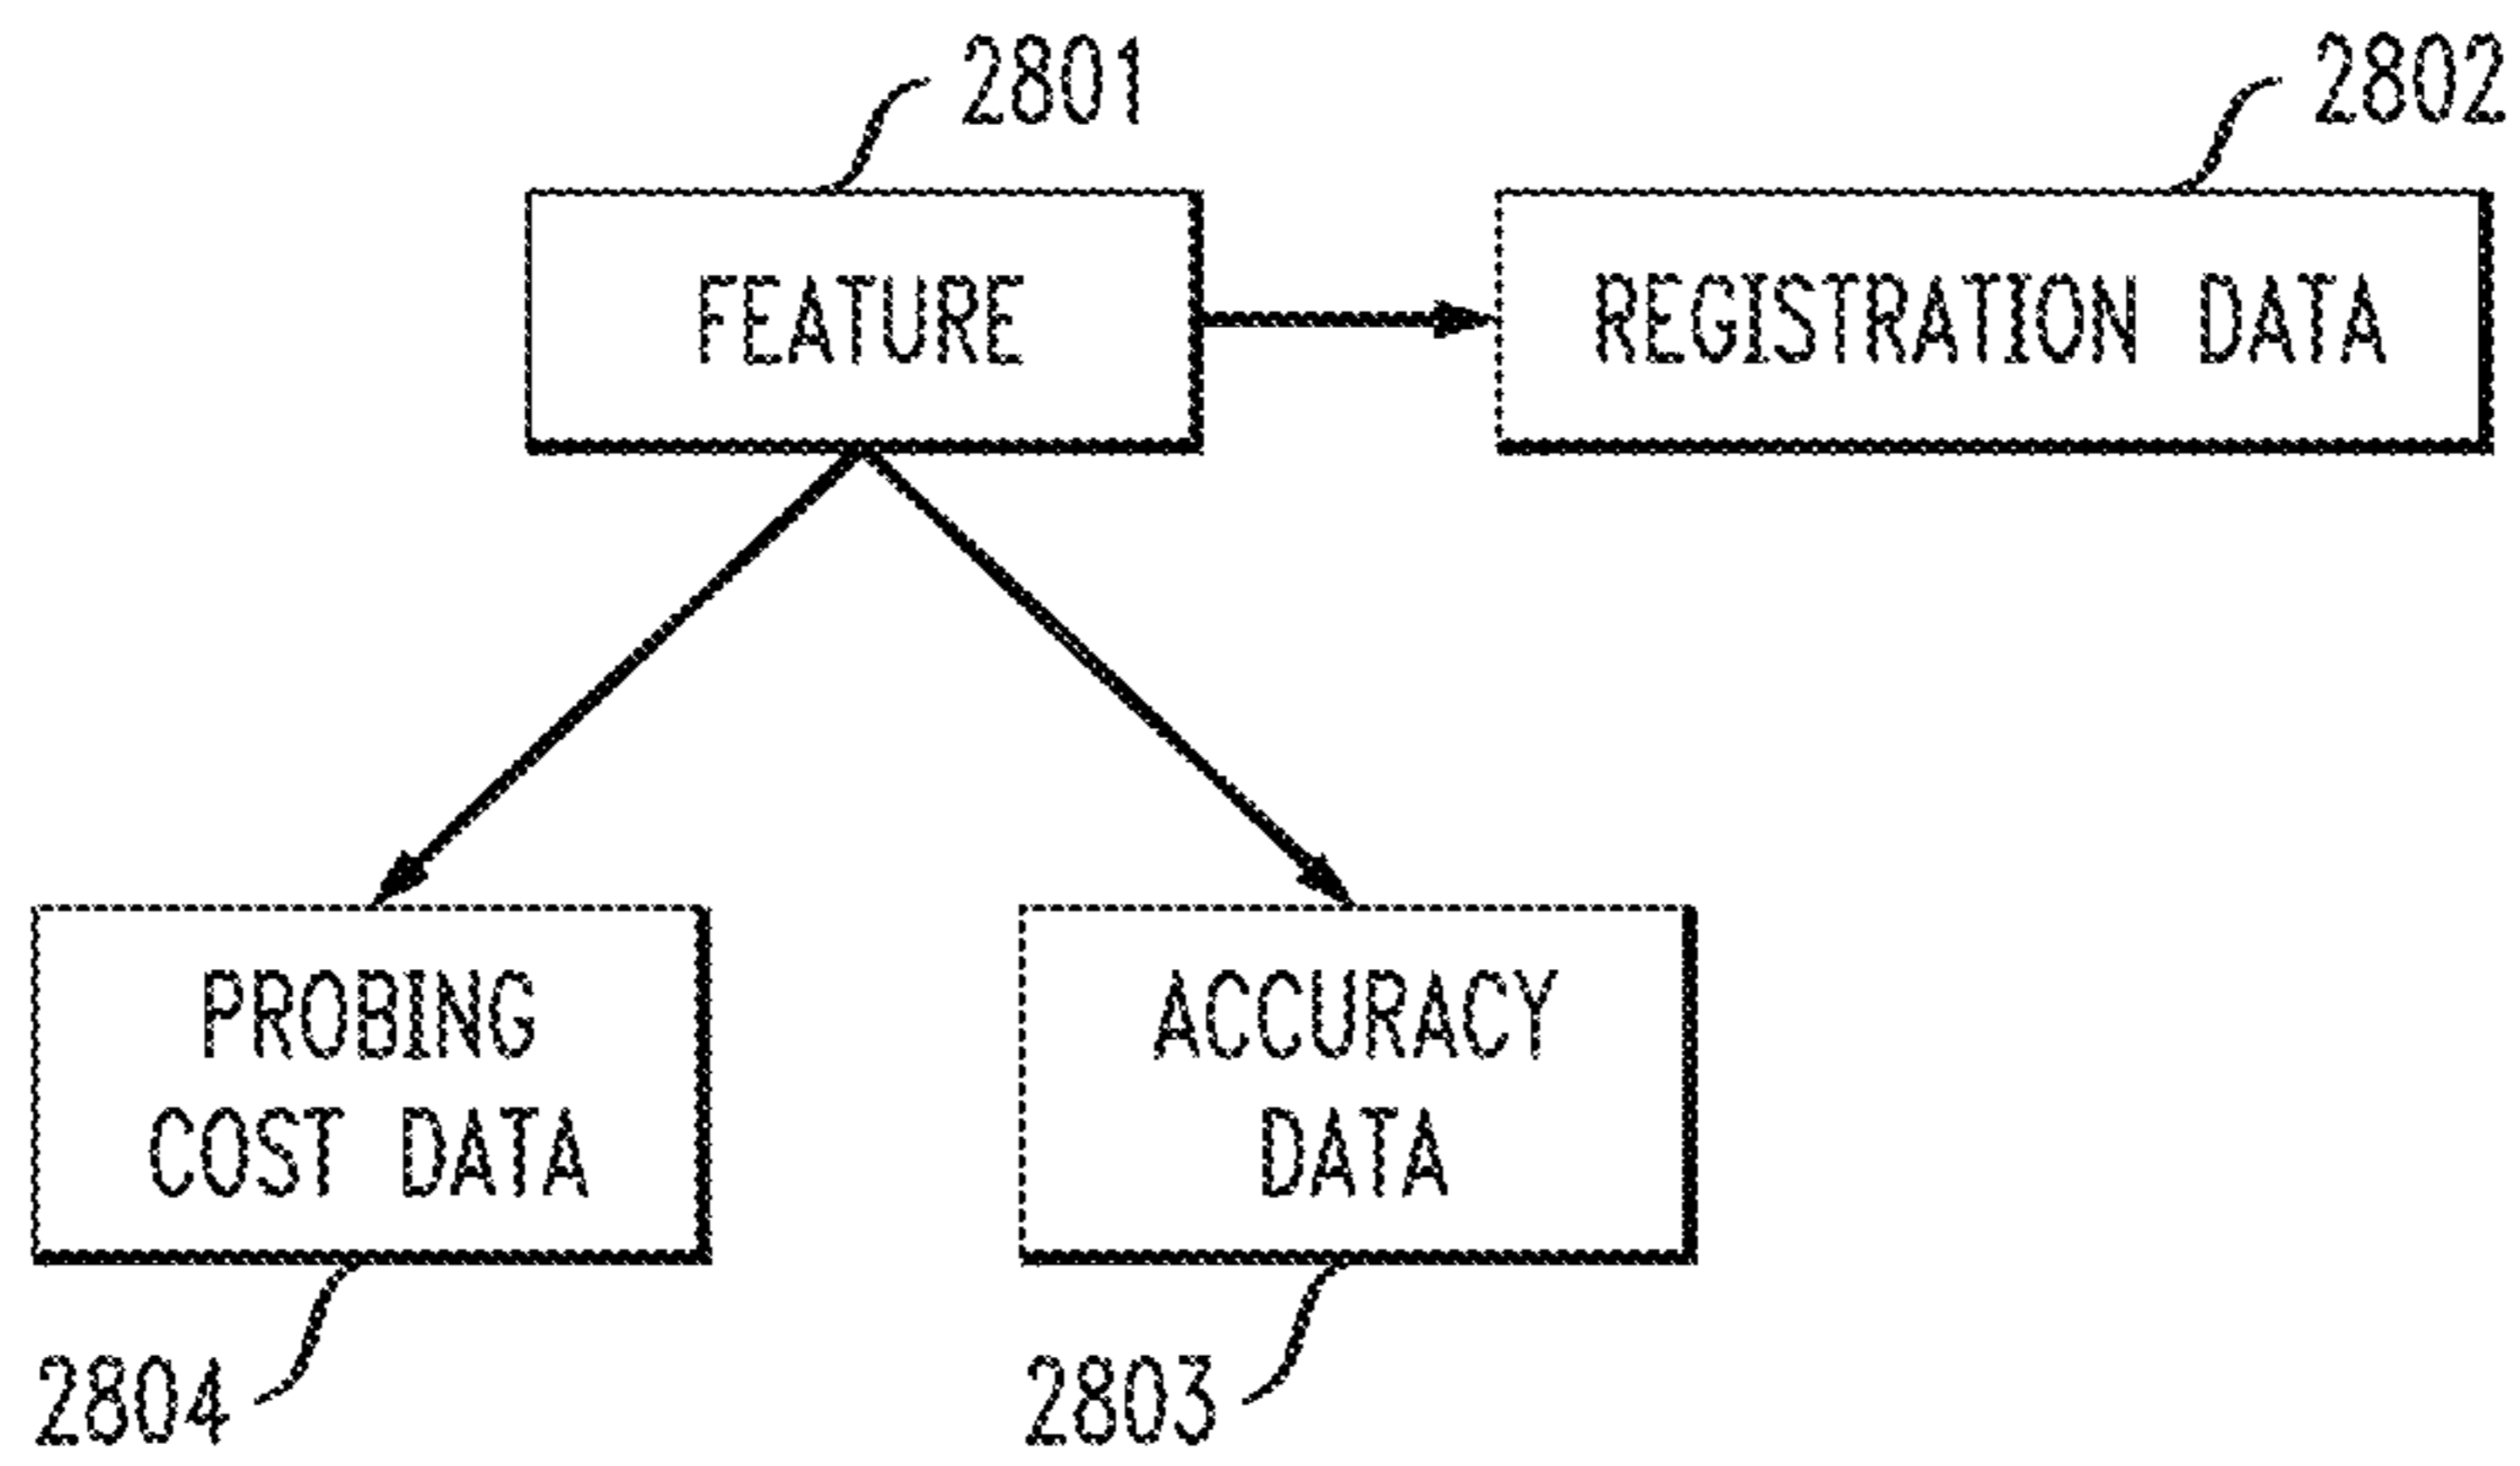 2801
2802
FEATURE
REGISTRATION DATA
PROBING
COST DATA
ACCURACY
DATA
2804
2803